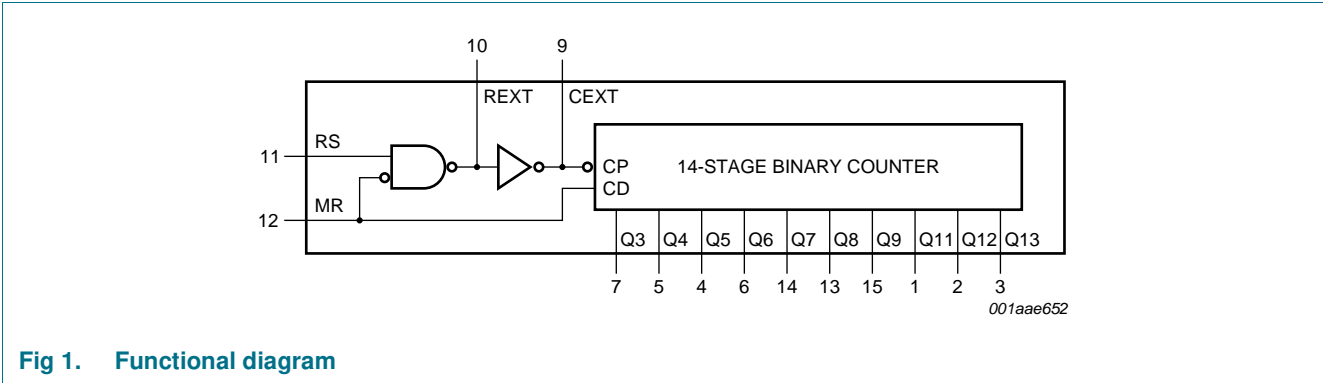 10 9
REXT CEXT
RS
11
CP 14-STAGE BINARY COUNTER
CD
MR
12
Q3 Q4 Q5 Q6 Q7 Q8 Q9 Q11 Q12 Q13
7 5 4 6 14 13 15 1 2 3
001aae652
Fig 1. Functional diagram